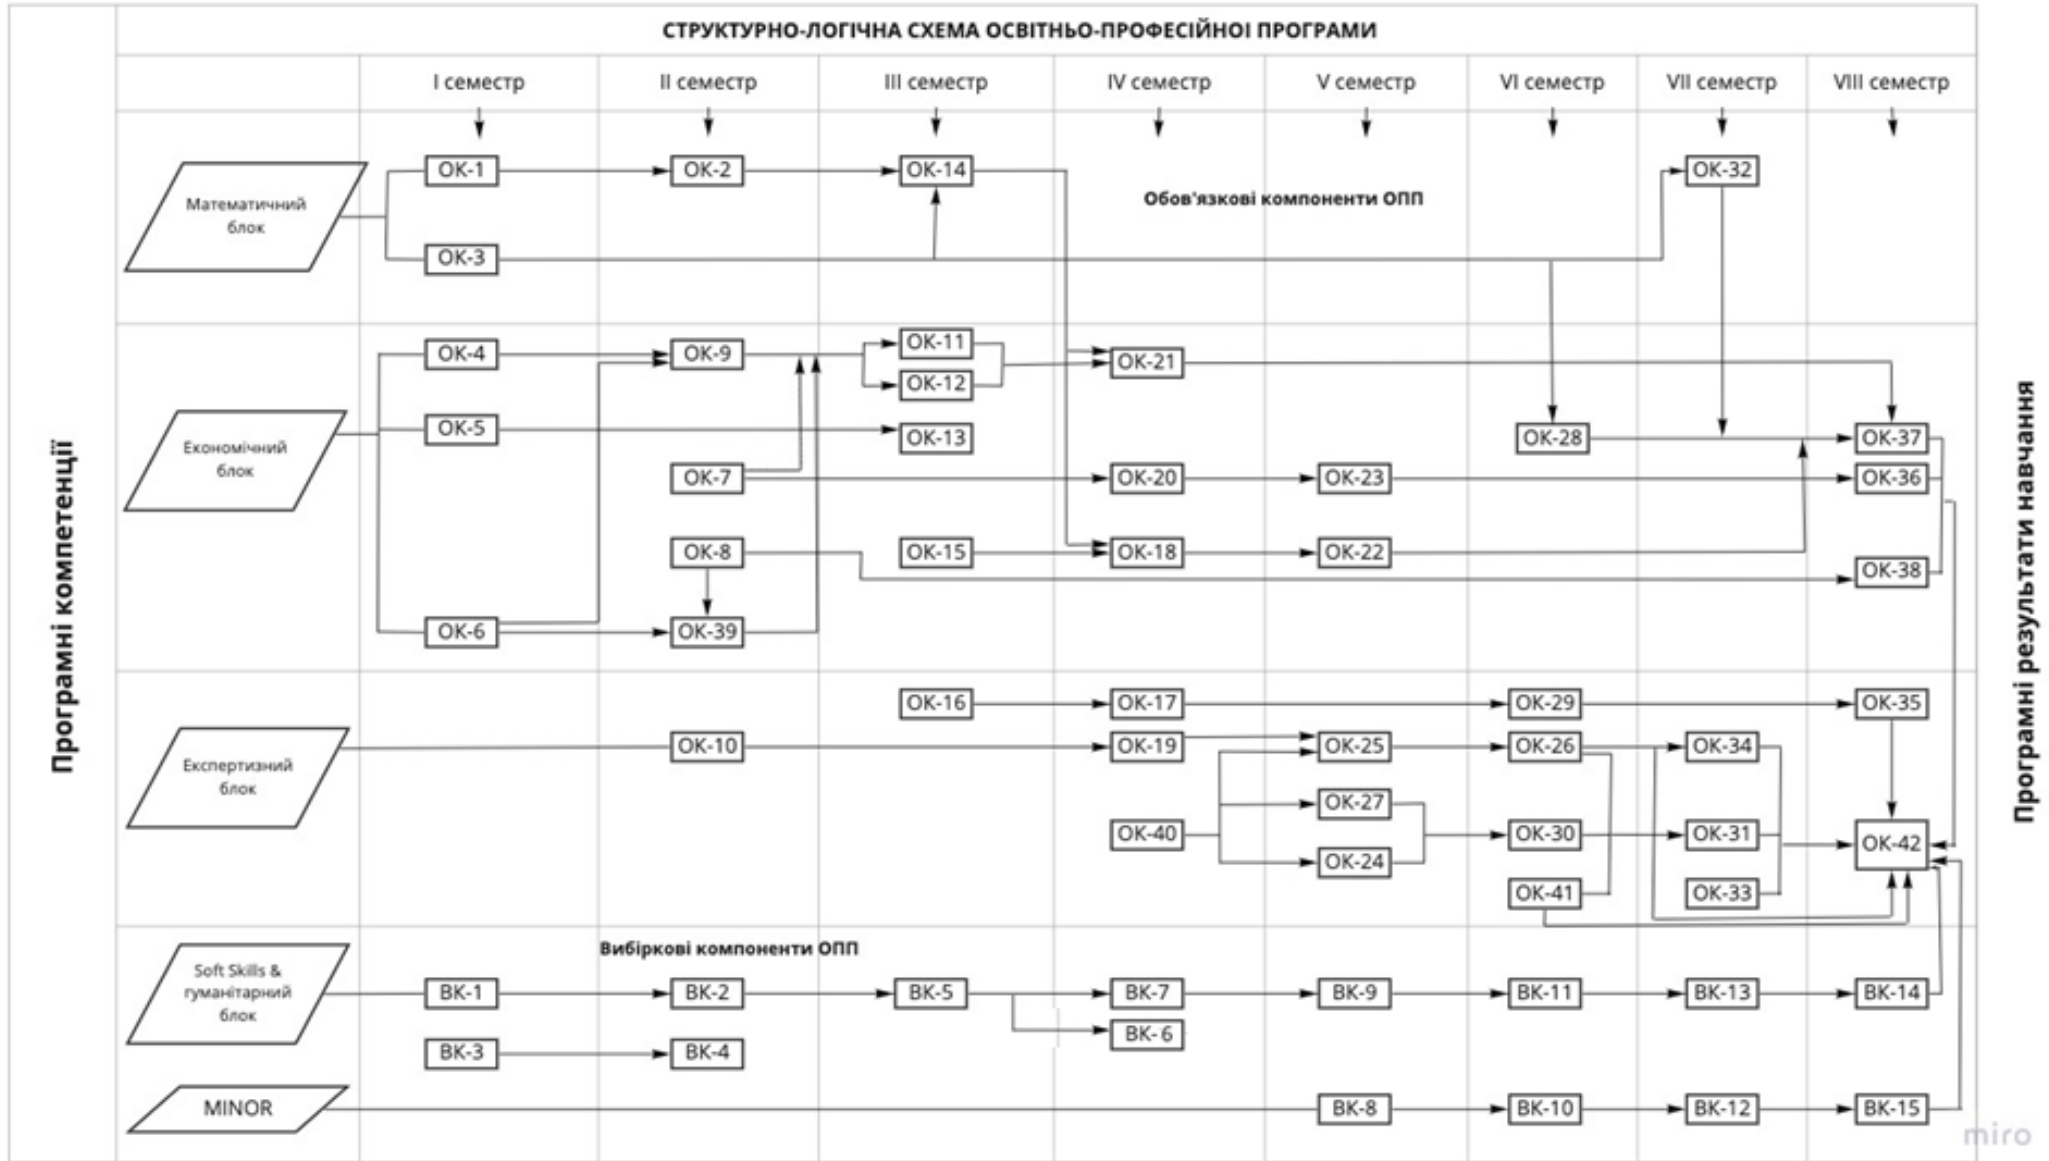 СТРУКТУРНО-ЛОГІЧНА СХЕМА ОСВІТНЬО-ПРОФЕСІЙНОІ ПРОГРАМИ
I семестр II семестр III семестр IV семестр V семестр VI семестр VII семестр VIII семестр
Програмні компетенції
Програмні результати навчання
Математичний
блок
ОК-1 ОК-2 ОК-14 ОК-32
Обов'язкові компоненти ОПП
ОК-3
Економічний
блок
ОК-4 ОК-9 ОК-11 ОК-21
ОК-12
ОК-5 ОК-13 ОК-28 ОК-37
ОК-7 ОК-20 ОК-23 ОК-36
ОК-8 ОК-15 ОК-18 ОК-22 ОК-38
ОК-6 ОК-39
Експертизний
блок
ОК-16 ОК-17 ОК-29 ОК-35
ОК-10 ОК-19 ОК-25 ОК-26 ОК-34
ОК-27
ОК-40 ОК-30 ОК-31 ОК-42
ОК-24
ОК-41 ОК-33
Вибіркові компоненти ОПП
Soft Skills &
гуманітарний
блок
ВК-1 ВК-2 ВК-5 ВК-7 ВК-9 ВК-11 ВК-13 ВК-14
ВК-6
ВК-3 ВК-4
MINOR ВК-8 ВК-10 ВК-12 ВК-15
miro